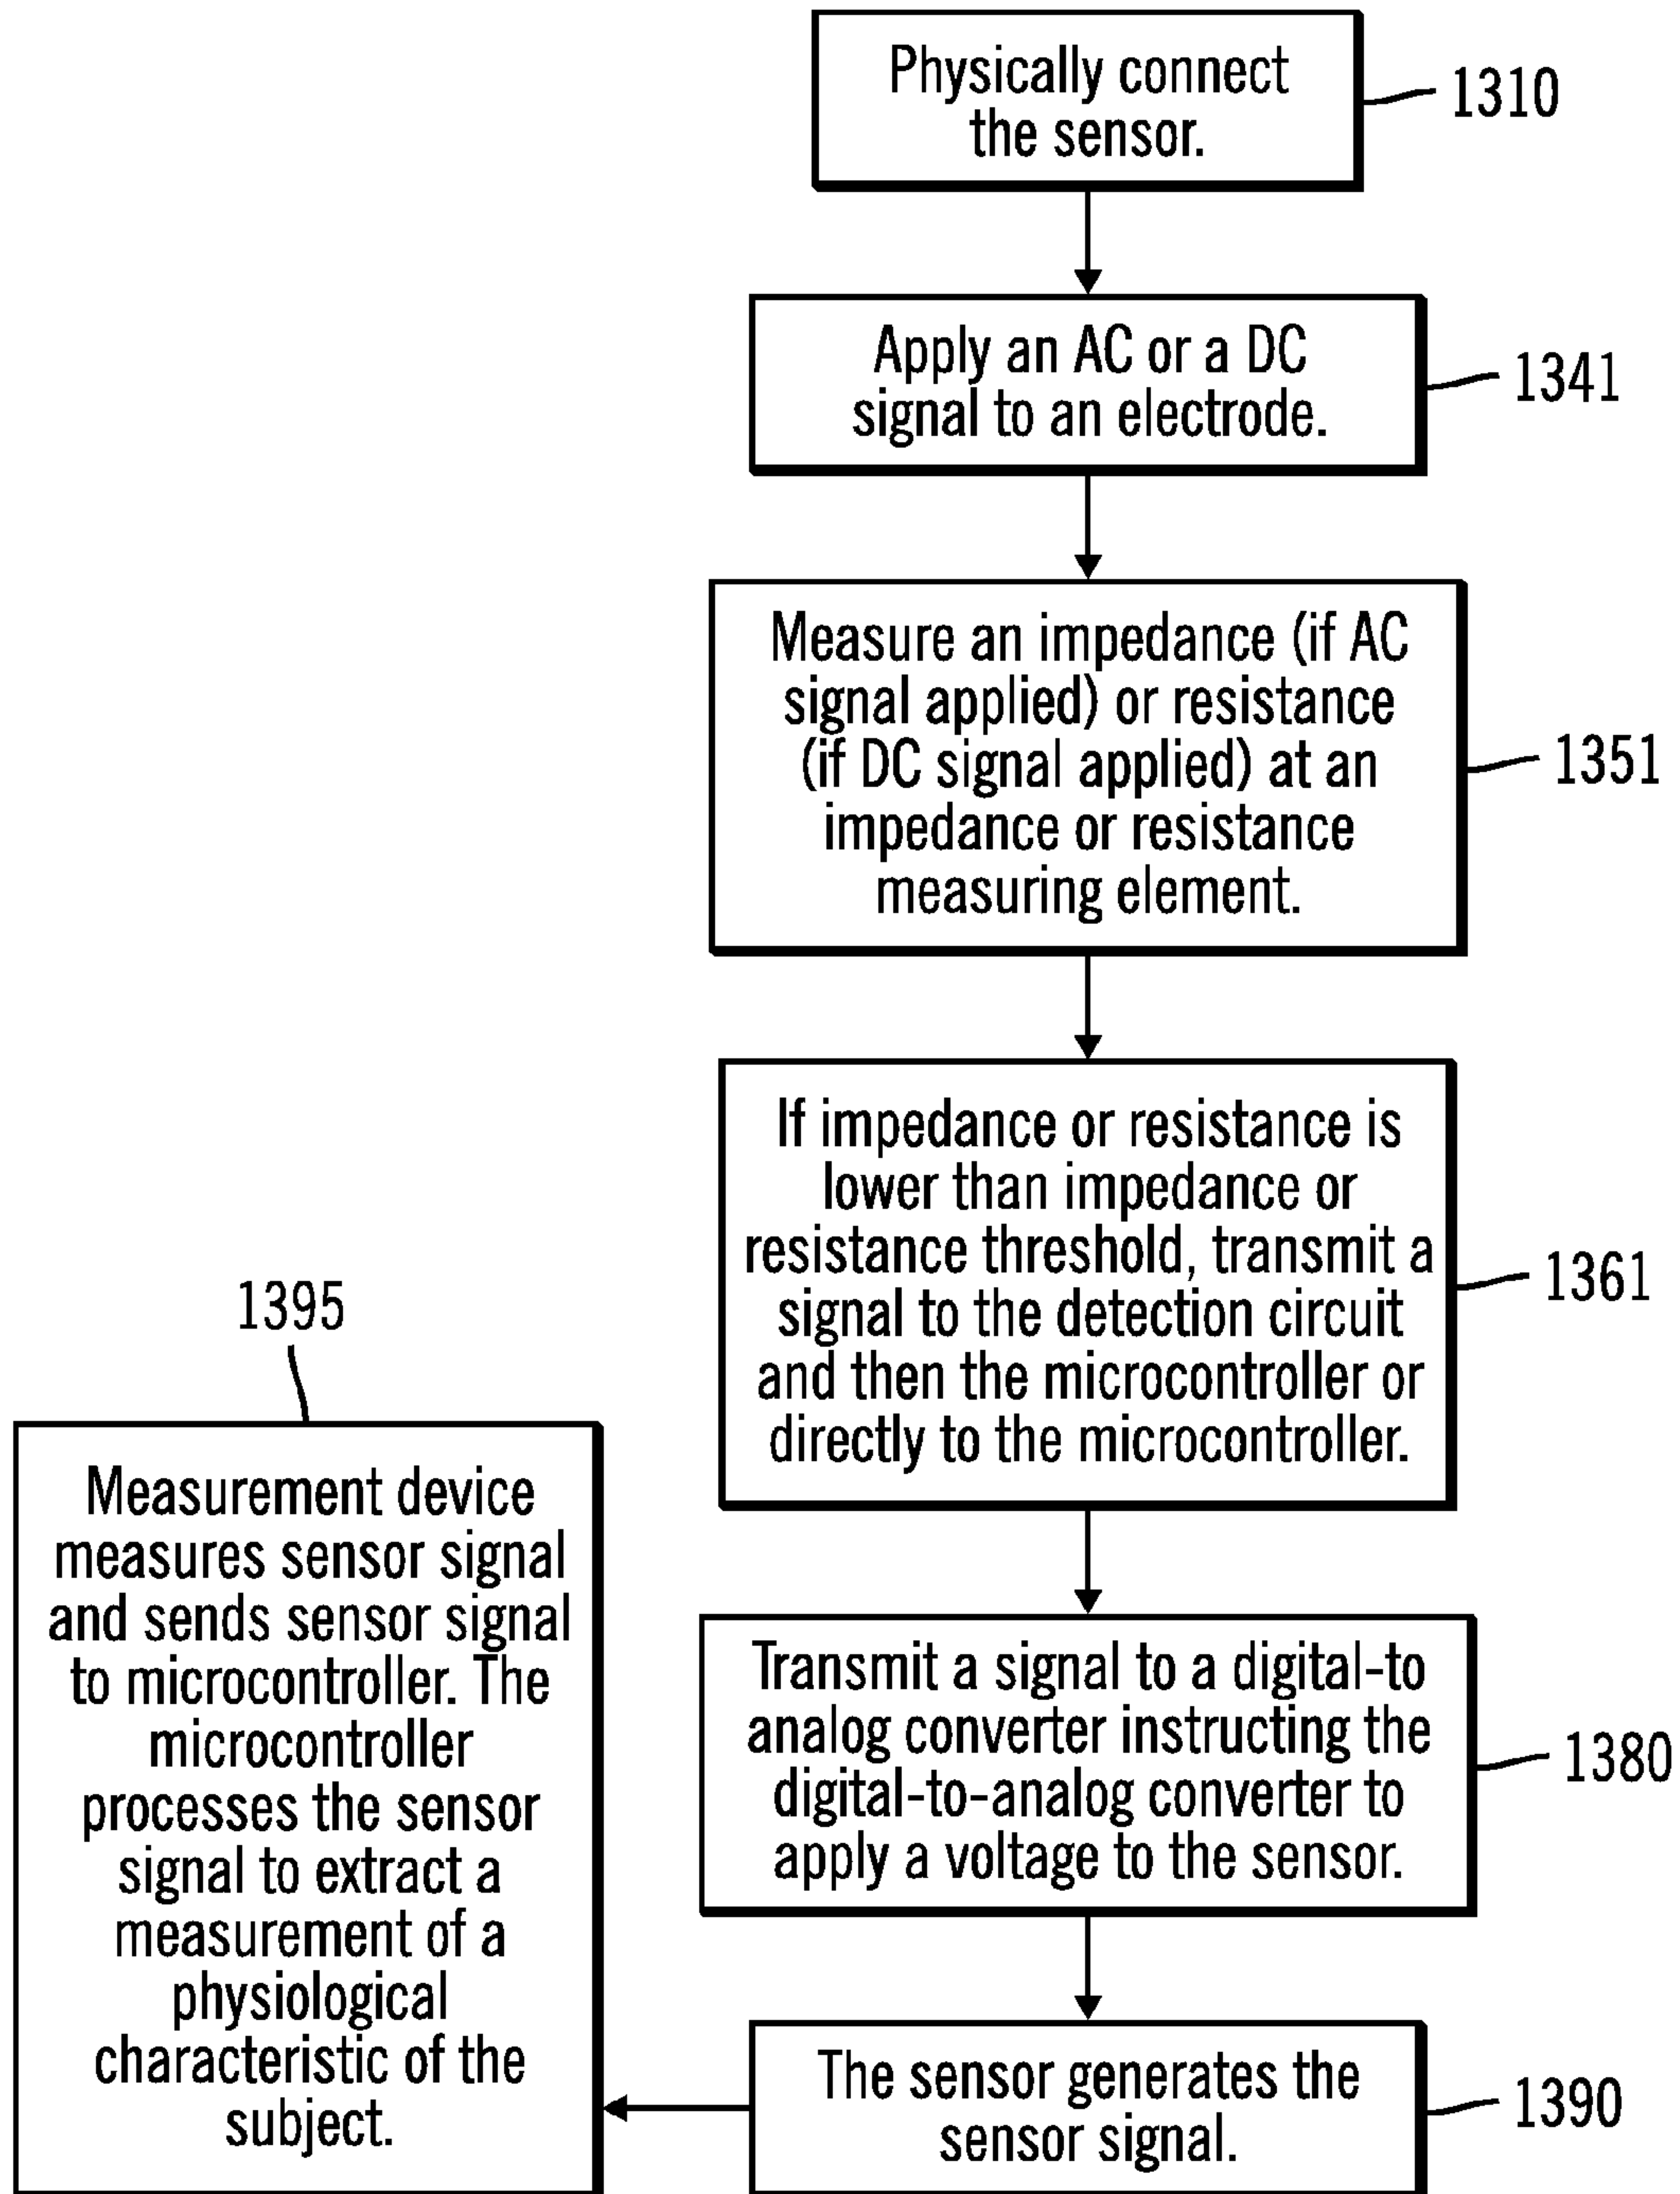 Physically connect
the sensor.
1310
Apply an AC or a DC
signal to an electrode.
1341
Measure an impedance (if AC
signal applied) or resistance
(if DC signal applied) at an
impedance or resistance
measuring element.
1351
If impedance or resistance is
lower than impedance or
resistance threshold, transmit a
signal to the detection circuit
and then the microcontroller or
directly to the microcontroller.
1361
Transmit a signal to a digital-to
analog converter instructing the
digital-to-analog converter to
apply a voltage to the sensor.
1380
The sensor generates the
sensor signal.
1390
1395
Measurement device
measures sensor signal
and sends sensor signal
to microcontroller. The
microcontroller
processes the sensor
signal to extract a
measurement of a
physiological
characteristic of the
subject.